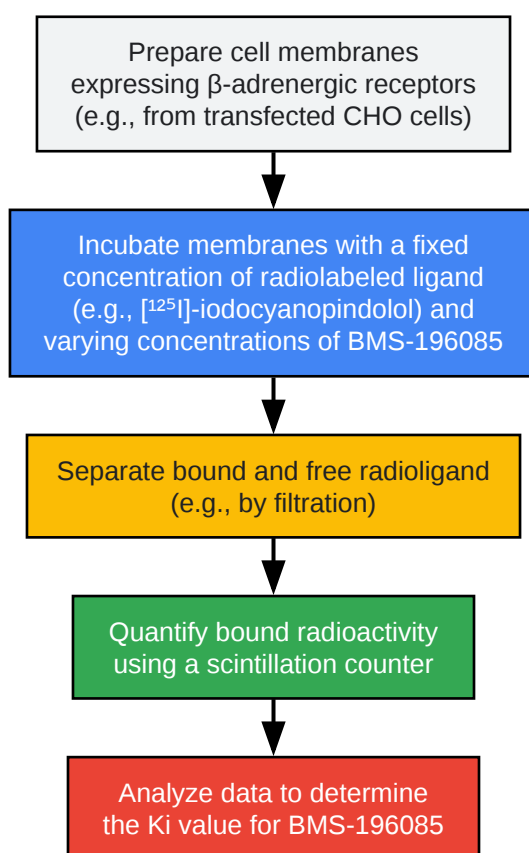 Prepare cell membranes
expressing β-adrenergic receptors
(e.g., from transfected CHO cells)
Incubate membranes with a fixed
concentration of radiolabeled ligand
(e.g., [¹²⁵I]-iodocyanopindolol) and
varying concentrations of BMS-196085
Separate bound and free radioligand
(e.g., by filtration)
Quantify bound radioactivity
using a scintillation counter
Analyze data to determine
the Ki value for BMS-196085